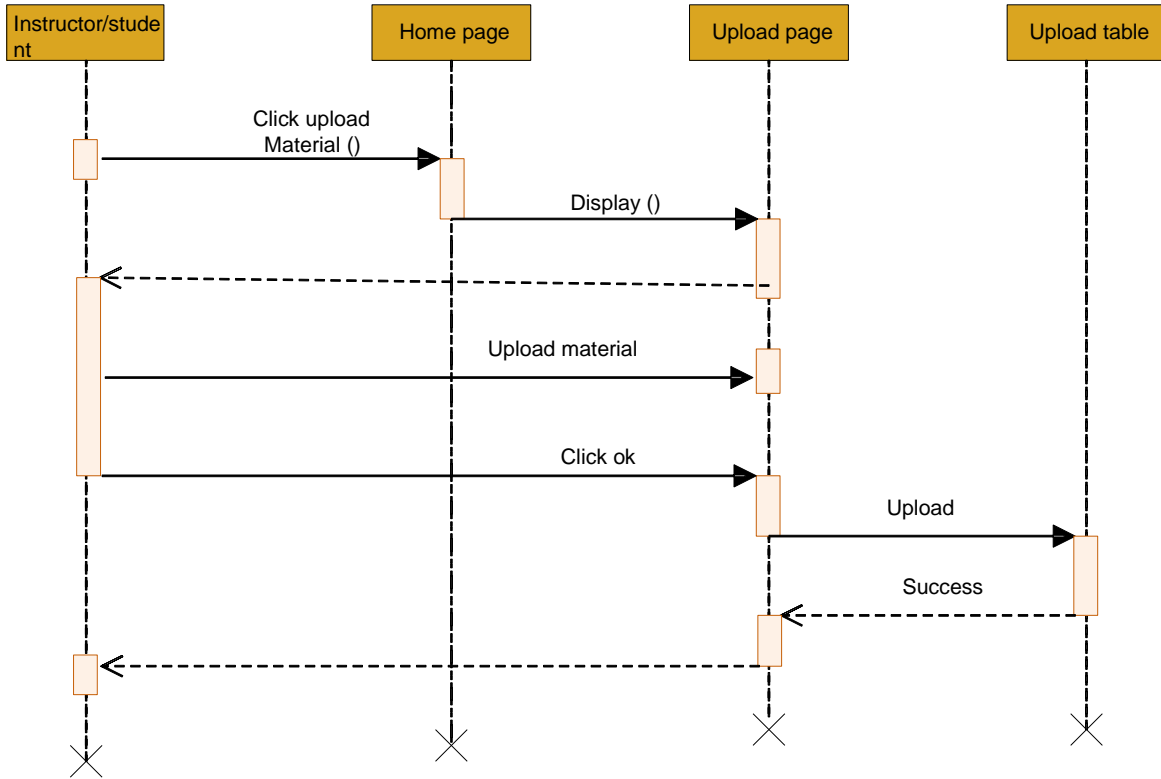 Instructor/stude
nt
Home page
Upload page
Upload table
Click upload
Material ()
Display ()
Upload material
Click ok
Upload
Success